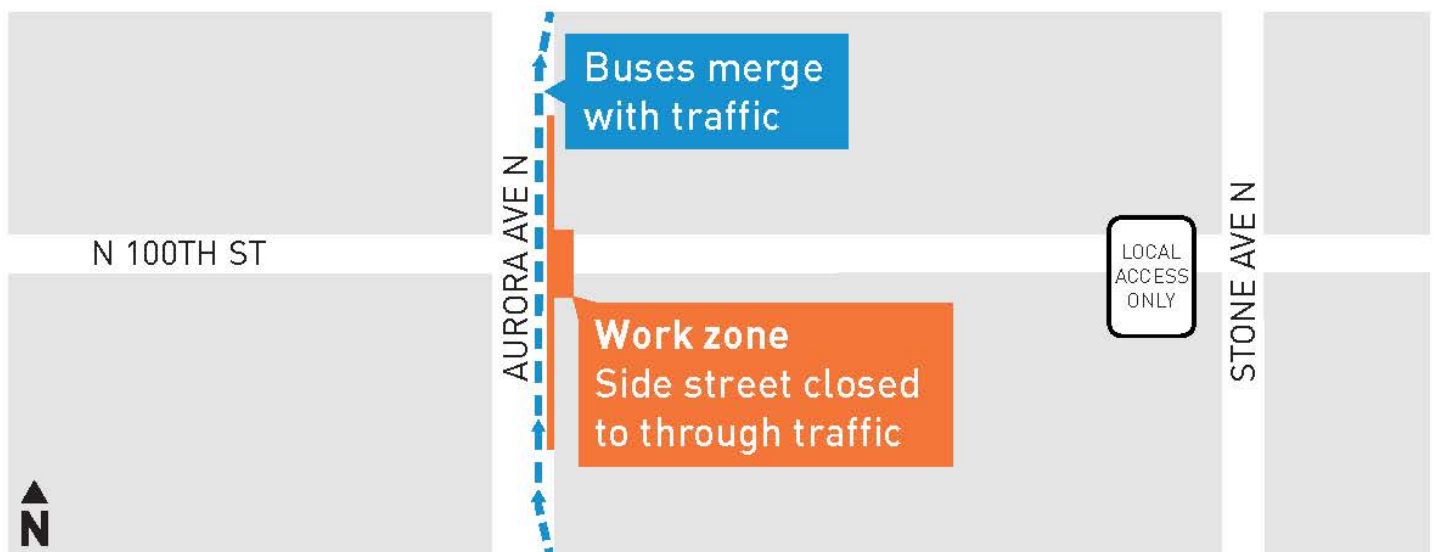 Buses merge
with traffic
AURORA AVE N
STONE AVE N
N 100TH ST
LOCAL
ACCESS
ONLY
Work zone
Side street closed
to through traffic
N